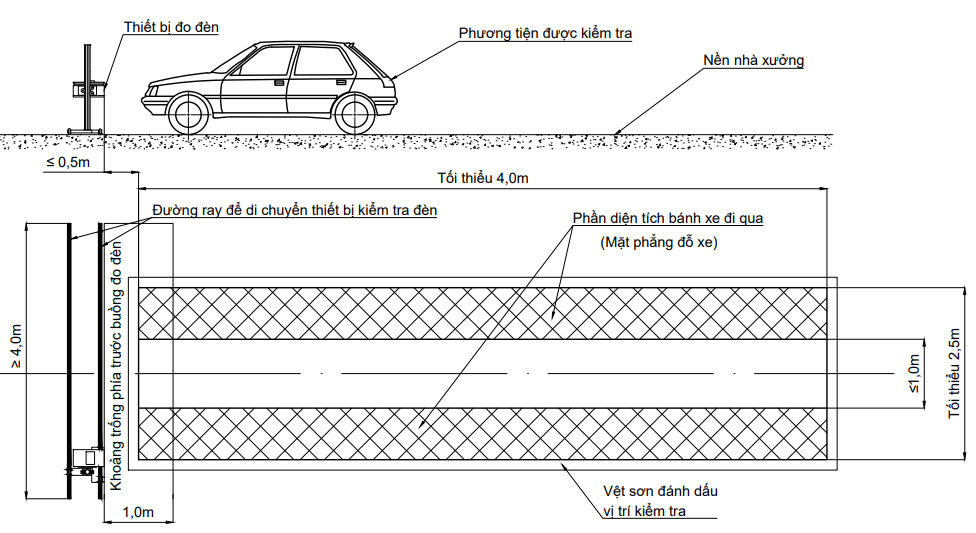 Thiết bị đo đèn
Phương tiện được kiểm tra
Nền nhà xưởng
≤ 0,5m
Tối thiểu 4,0m
Đường ray để di chuyển thiết bị kiểm tra đèn
Phần diện tích bánh xe đi qua
(Mặt phẳng đỗ xe)
≥ 4,0m
Khoảng trống phía trước buồng đo đèn
≤1,0m
Tối thiểu 2,5m
Vệt sơn đánh dấu
vị trí kiểm tra
1,0m